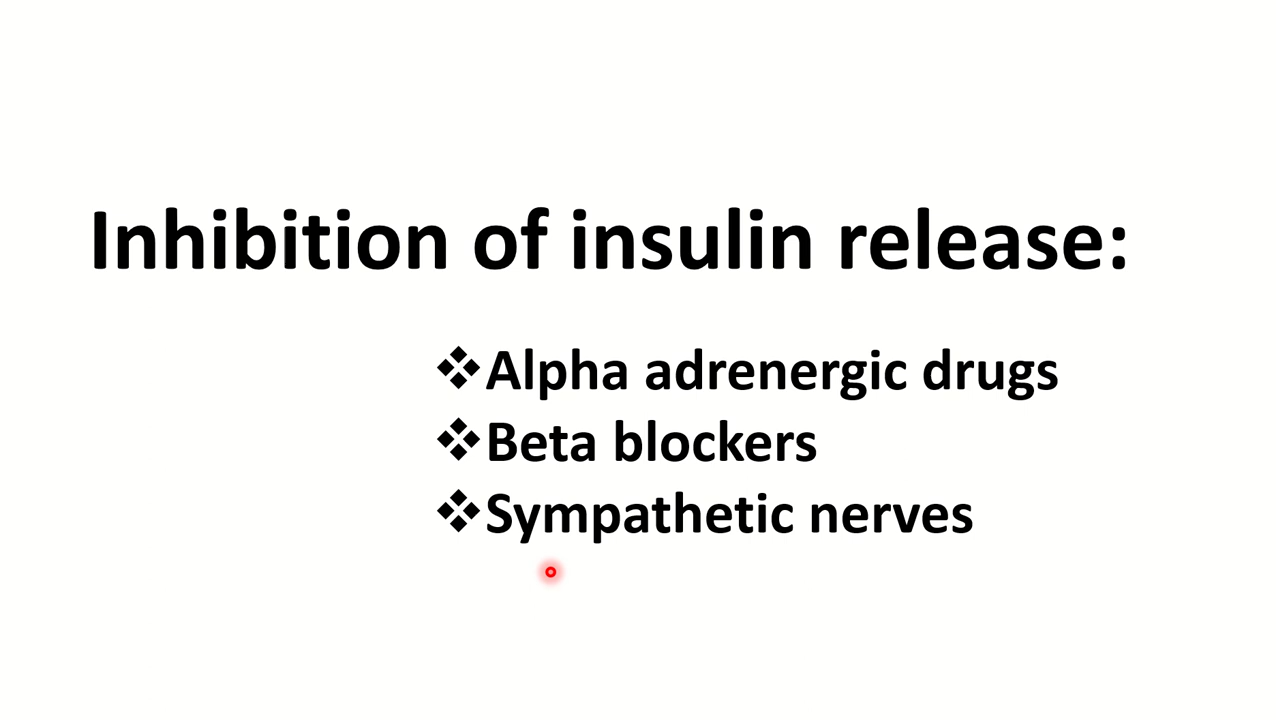 Inhibition of insulin release:
❖Alpha adrenergic drugs
❖Beta blockers
❖Sympathetic nerves